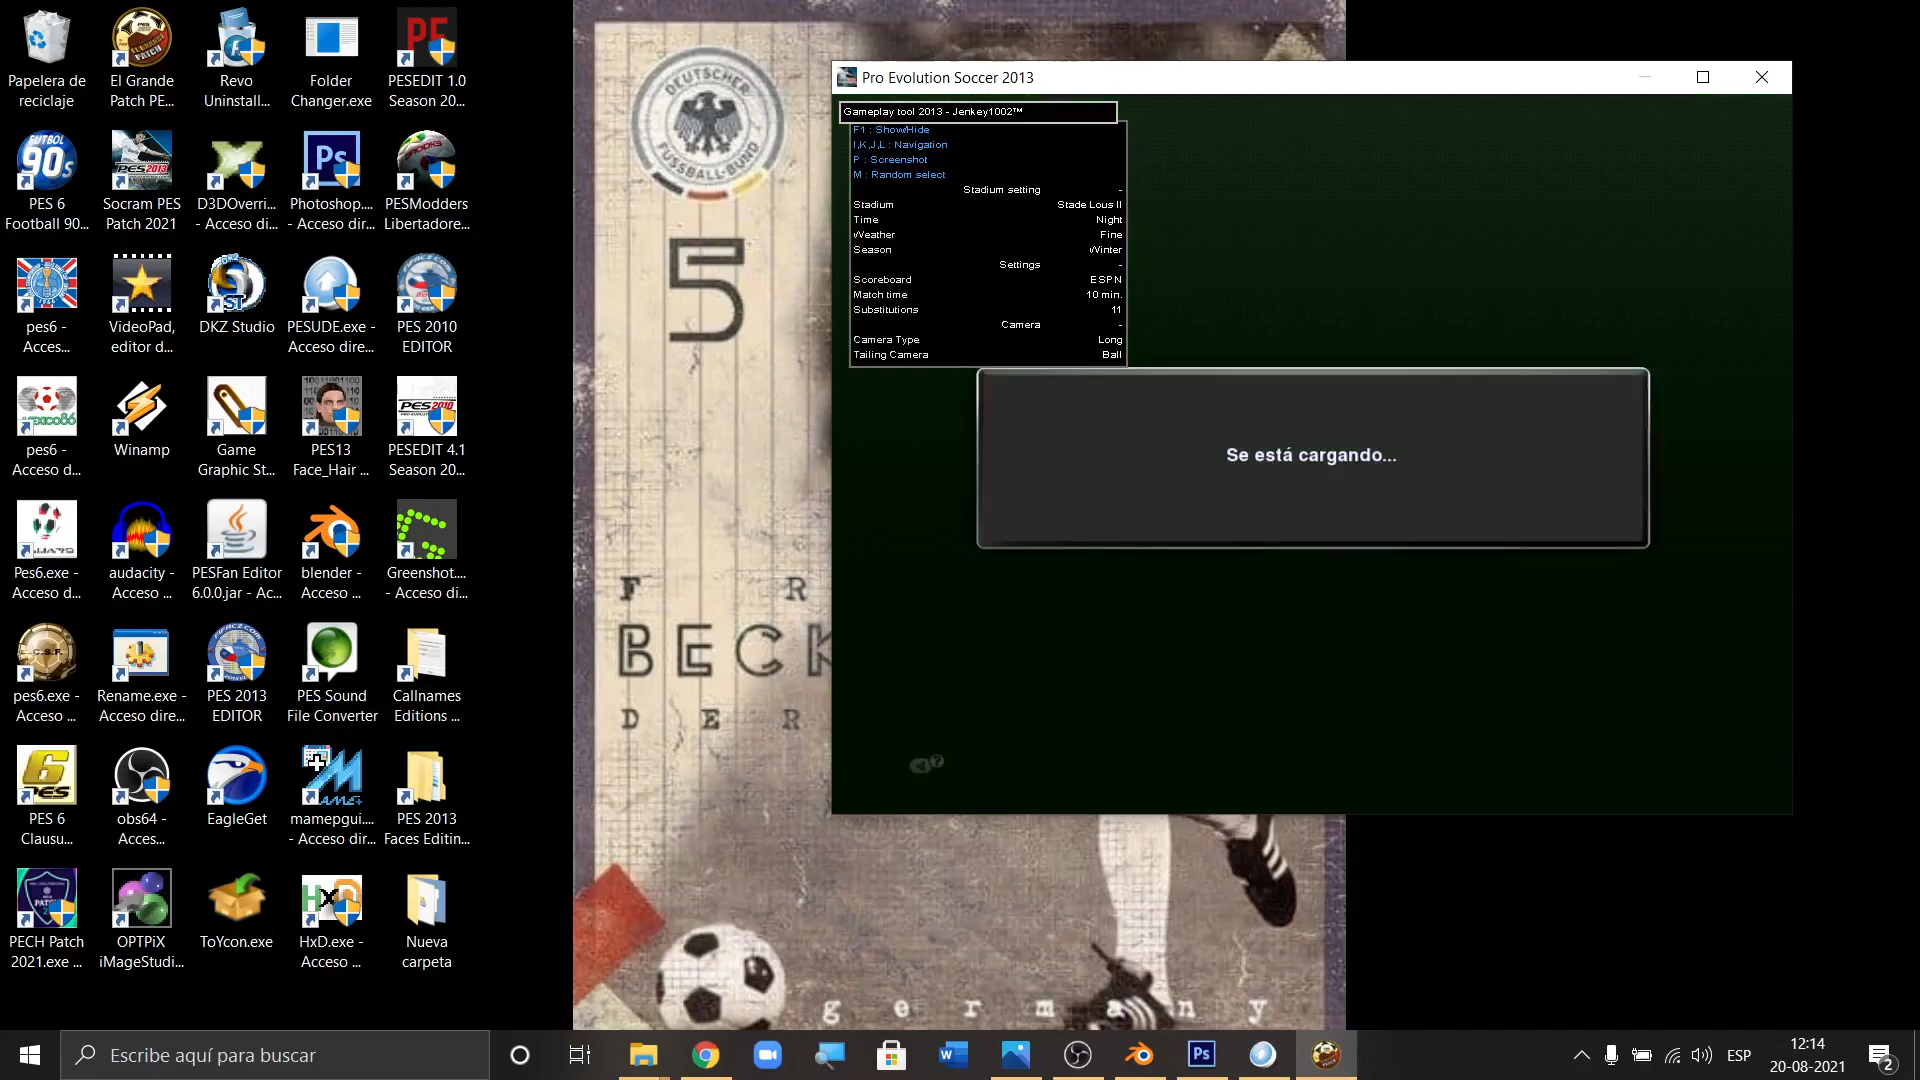 Papelera de
reciclaje
El Grande
Patch PE...
Revo
Uninstall...
Folder
Changer.exe
PESEDIT 1.0
Season 20...
PES 6
Football 90...
Socram PES
Patch 2021
D3DOverri...
- Acceso di...
Photoshop....
- Acceso dir...
PESModders
Libertadore...
pes6 -
Acces...
VideoPad,
editor d...
DKZ Studio
PESUDE.exe -
Acceso dire...
PES 2010
EDITOR
pes6 -
Acceso d...
Winamp
Game
Graphic St...
PES13
Face_Hair ...
PESEDIT 4.1
Season 20...
Pes6.exe -
Acceso d...
audacity -
Acceso ...
PESFan Editor
6.0.0.jar - Ac...
blender -
Acceso ...
Greenshot....
- Acceso di...
pes6.exe -
Acceso ...
Rename.exe -
Acceso dire...
PES 2013
EDITOR
PES Sound
File Converter
Callnames
Editions ...
PES 6
Clausu...
obs64 -
Acces...
EagleGet
mamepgui....
- Acceso dir...
PES 2013
Faces Editin...
PECH Patch
2021.exe ...
OPTPiX
iMageStudi...
ToYcon.exe
HxD.exe -
Acceso ...
Nueva
carpeta
DEUTSCHER
FUSSBALL-BUND
5
F R
BECK
D E R
germany
Pro Evolution Soccer 2013
Gameplay tool 2013 - Jenkey1002™
F1 : Show/Hide
I,K,J,L : Navigation
P : Screenshot
M : Random select
Stadium setting -
Stadium Stade Lous II
Time Night
Weather Fine
Season Winter
Settings -
Scoreboard ESPN
Match time 10 min.
Substitutions 11
Camera -
Camera Type Long
Tailing Camera Ball
Se está cargando...
Escribe aquí para buscar
ESP
12:14
20-08-2021
2